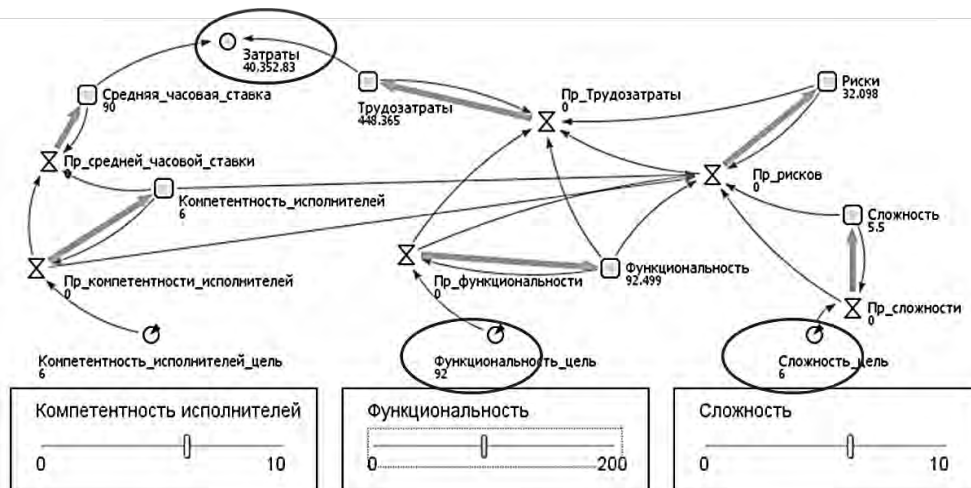 Затраты
40,352.83
Средняя_часовая_ставка
90
Трудозатраты
448.365
Пр_Трудозатраты
0
Риски
32.098
Пр_средней_часовой_ставки
Компетентность_исполнителей
6
Пр_рисков
0
Сложность
5.5
Пр_компетентности_исполнителей
0
Пр_функциональности
0
Функциональность
92.499
Пр_сложности
0
Компетентность_исполнителей_цель
6
Функциональность_цель
92
Сложность_цель
6
Компетентность исполнителей
0 10
Функциональность
0 200
Сложность
0 10